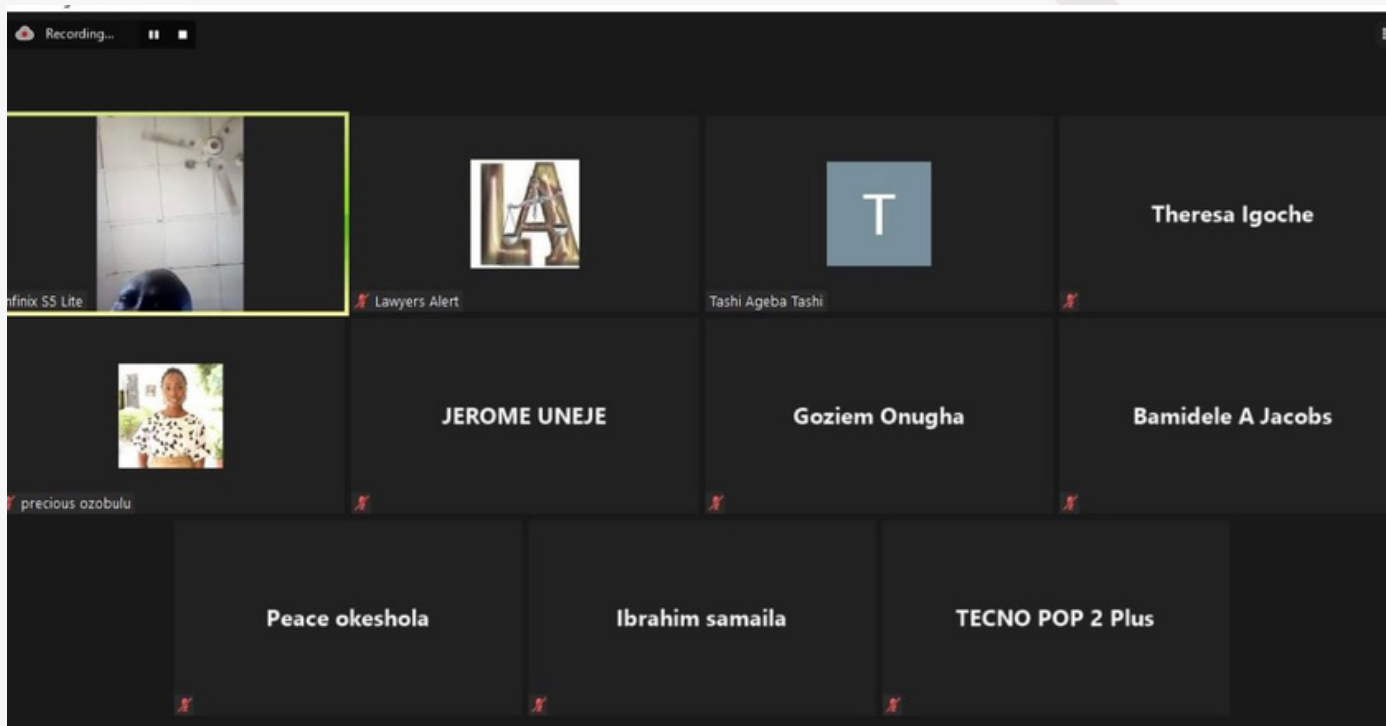 Recording...
nfinix S5 Lite
LA
Lawyers Alert
T
Tashi Ageba Tashi
Theresa Igoche
precious ozobulu
JEROME UNEJE
Goziem Onugha
Bamidele A Jacobs
Peace okeshola
Ibrahim samaila
TECNO POP 2 Plus